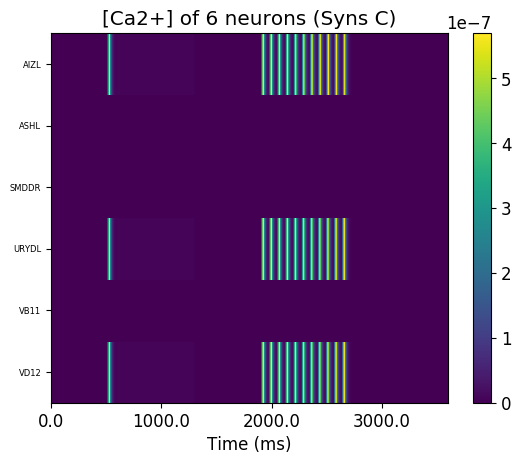 [Ca2+] of 6 neurons (Syns C)
1e−7
AIZL
ASHL
SMDDR
URYDL
VB11
VD12
0.0 1000.0 2000.0 3000.0
Time (ms)
5
4
3
2
1
0